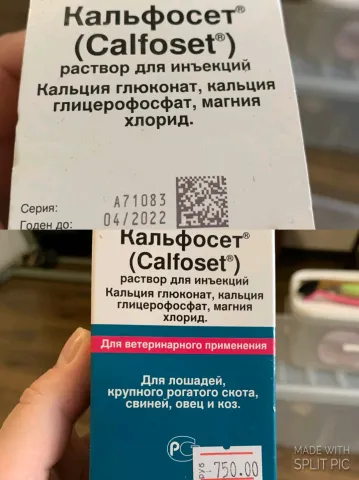 Кальфосет®
(Calfoset®)
раствор для инъекций
Кальция глюконат, кальция
глицерофосфат, магния
хлорид.
Серия:
A71083
Годен до:
04/2022
Кальфосет®
(Calfoset®)
раствор для инъекций
Кальция глюконат, кальция
глицерофосфат, магния
хлорид.
Для ветеринарного применения
Для лошадей,
крупного рогатого скота,
свиней, овец и коз.
РУБ 750.00
MADE WITH
SPLIT PIC